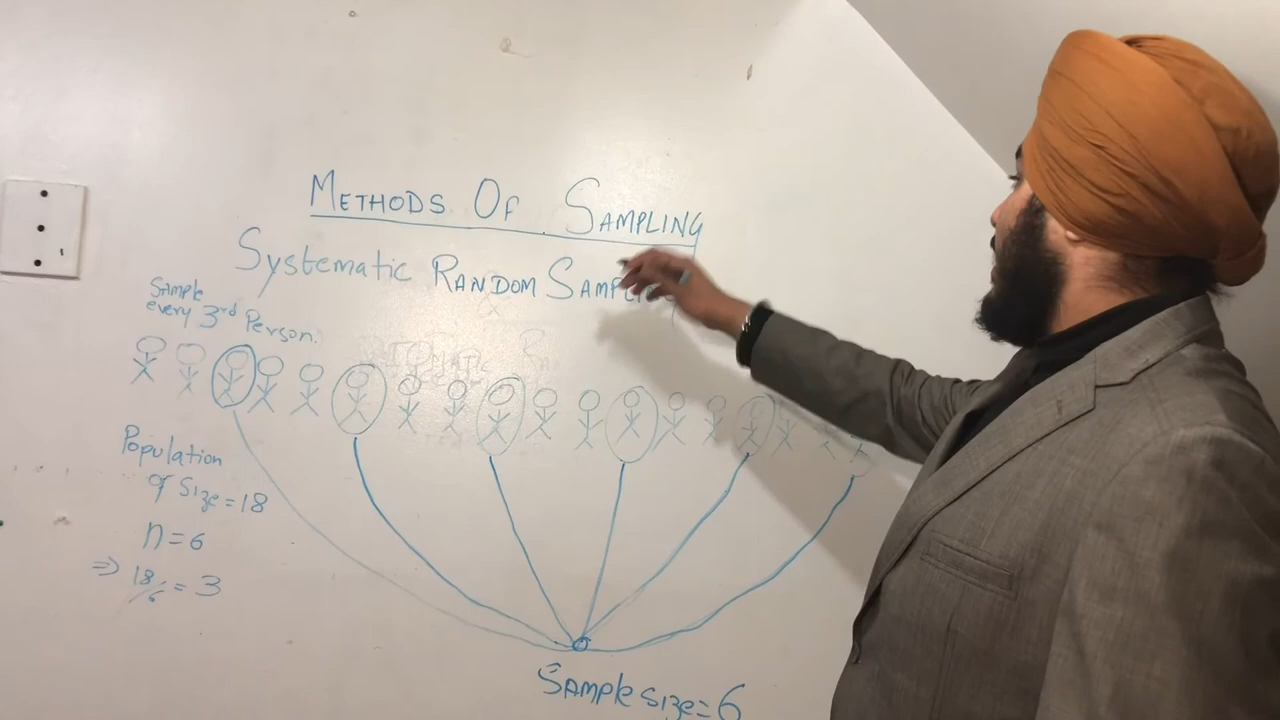 METHODS OF SAMPLING
Systematic RANDOM
Sample
every 3rd Person.
Population
of size=18
n=6
⇒ 18/6 = 3
SAMPLE SIZE=6